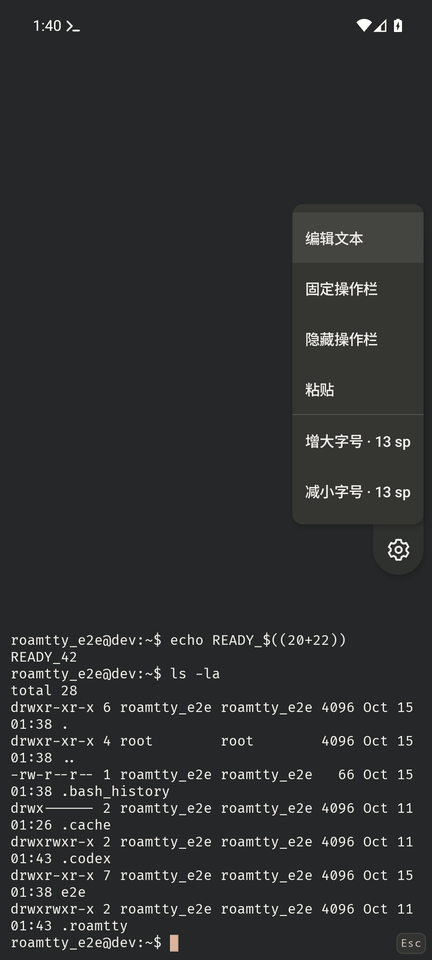 1:40
编辑文本
固定操作栏
隐藏操作栏
粘贴
增大字号 · 13 sp
减小字号 · 13 sp
roamtty_e2e@dev:~$ echo READY_$((20+22))
READY_42
roamtty_e2e@dev:~$ ls -la
total 28
drwxr-xr-x 6 roamtty_e2e roamtty_e2e 4096 Oct 15
01:38 .
drwxr-xr-x 4 root        root        4096 Oct 15
01:38 ..
-rw-r--r-- 1 roamtty_e2e roamtty_e2e   66 Oct 15
01:38 .bash_history
drwx------ 2 roamtty_e2e roamtty_e2e 4096 Oct 11
01:26 .cache
drwxrwxr-x 2 roamtty_e2e roamtty_e2e 4096 Oct 11
01:43 .codex
drwxr-xr-x 7 roamtty_e2e roamtty_e2e 4096 Oct 15
01:38 e2e
drwxrwxr-x 2 roamtty_e2e roamtty_e2e 4096 Oct 11
01:43 .roamtty
roamtty_e2e@dev:~$
Esc